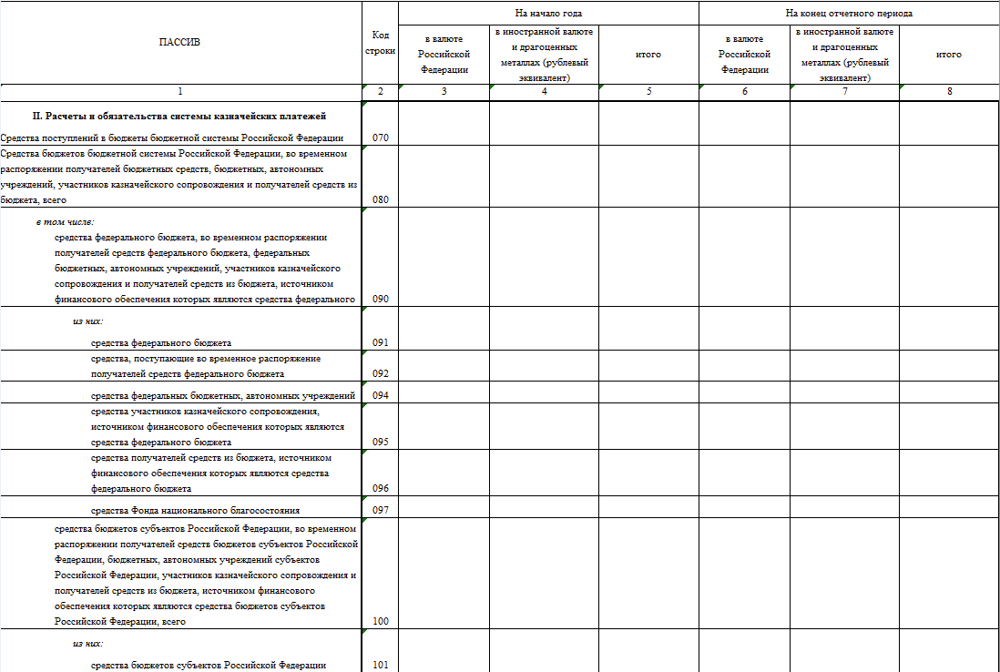 ПАССИВ
Код
строки
На начало года
На конец отчетного периода
в валюте
Российской
Федерации
в иностранной валюте
и драгоценных
металлах (рублевый
эквивалент)
итого
в валюте
Российской
Федерации
в иностранной валюте
и драгоценных
металлах (рублевый
эквивалент)
итого
1 2 3 4 5 6 7 8
II. Расчеты и обязательства системы казначейских платежей
Средства поступлений в бюджеты бюджетной системы Российской Федерации 070
Средства бюджетов бюджетной системы Российской Федерации, во временном
распоряжении получателей бюджетных средств, бюджетных, автономных
учреждений, участников казначейского сопровождения и получателей средств из
бюджета, всего 080
в том числе:
средства федерального бюджета, во временном распоряжении
получателей средств федерального бюджета, федеральных
бюджетных, автономных учреждений, участников казначейского
сопровождения и получателей средств из бюджета, источником
финансового обеспечения которых являются средства федерального 090
из них:
средства федерального бюджета 091
средства, поступающие во временное распоряжение
получателей средств федерального бюджета 092
средства федеральных бюджетных, автономных учреждений 094
средства участников казначейского сопровождения,
источником финансового обеспечения которых являются
средства федерального бюджета 095
средства получателей средств из бюджета, источником
финансового обеспечения которых являются средства
федерального бюджета 096
средства Фонда национального благосостояния 097
средства бюджетов субъектов Российской Федерации, во временном
распоряжении получателей средств бюджетов субъектов Российской
Федерации, бюджетных, автономных учреждений субъектов
Российской Федерации, участников казначейского сопровождения и
получателей средств из бюджета, источником финансового
обеспечения которых являются средства бюджетов субъектов
Российской Федерации, всего 100
из них:
средства бюджетов субъектов Российской Федерации 101